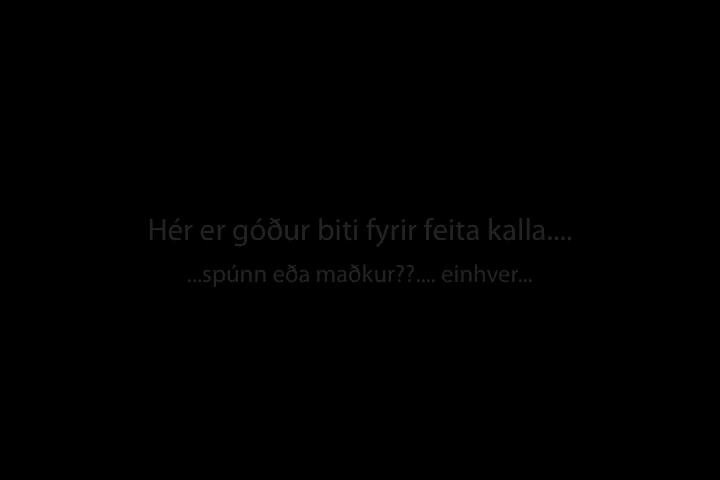 Hér er góður biti fyrir feita kalla....
...spúnn eða maðkur??.... einhver...